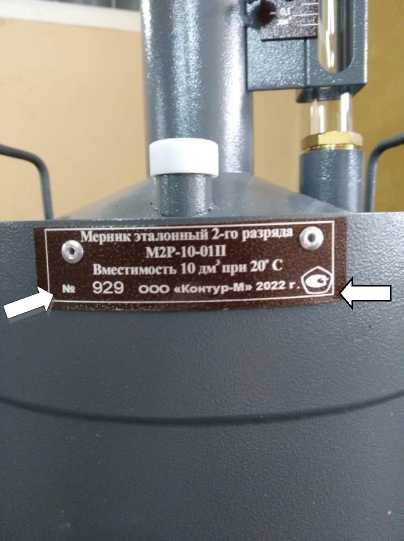 Мерник эталонный 2-го разряда
М2Р-10-01П
Вместимость 10 дм³ при 20° С
№ 929 ООО «Контур-М» 2022 г.